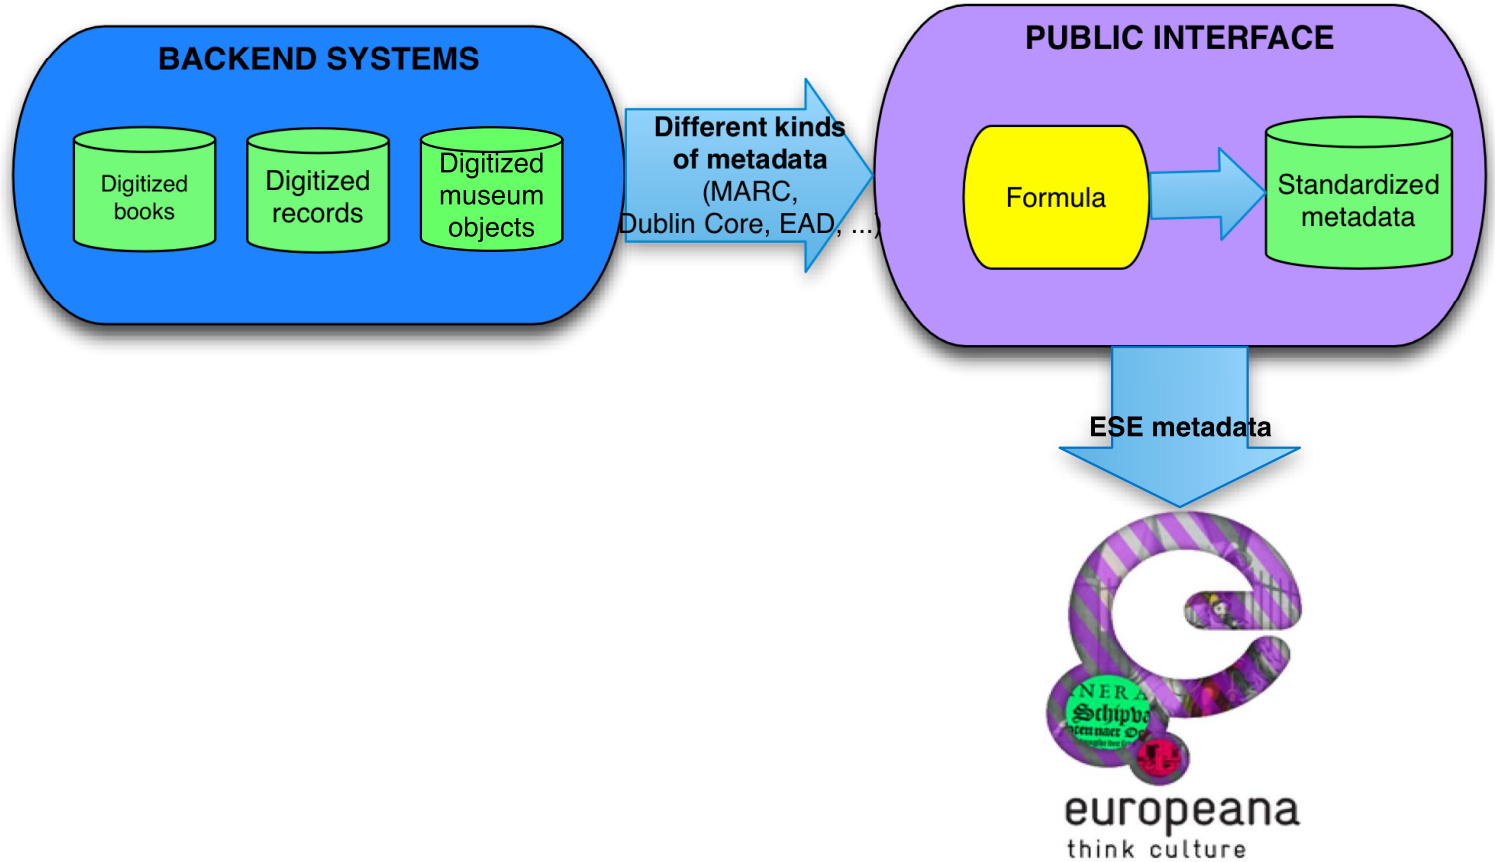 BACKEND SYSTEMS
Digitized
books
Digitized
records
Digitized
museum
objects
Different kinds
of metadata
(MARC,
Dublin Core, EAD, ...)
PUBLIC INTERFACE
Formula
Standardized
metadata
ESE metadata
NERA
Schipva
europeana
think culture